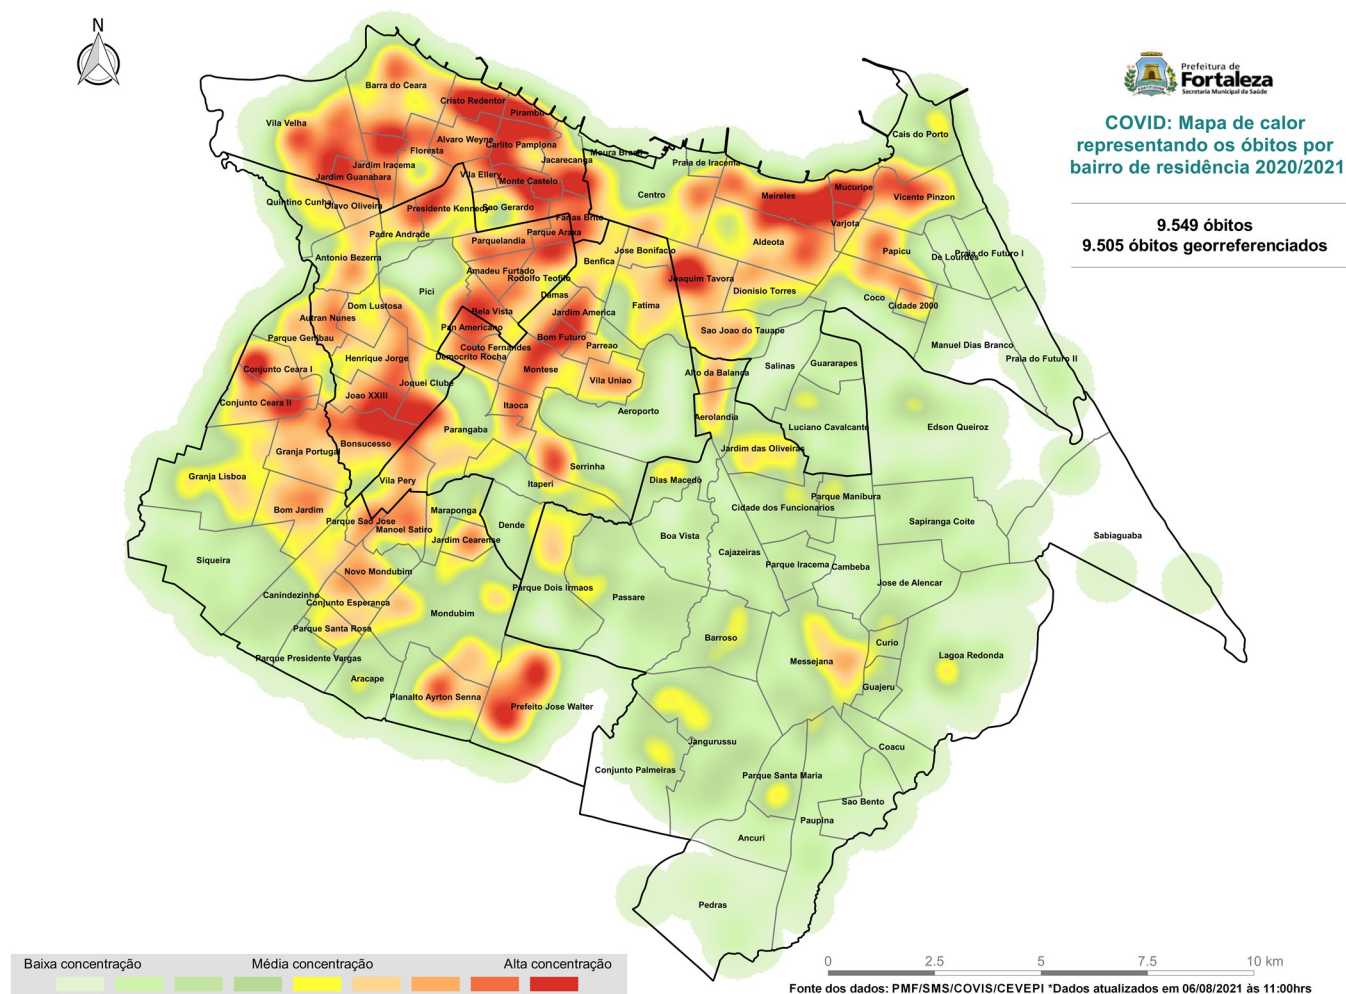 N
Prefeitura de
Fortaleza
Secretaria Municipal da Saúde
COVID: Mapa de calor
representando os óbitos por
bairro de residência 2020/2021
9.549 óbitos
9.505 óbitos georreferenciados
Barra do Ceara
Cristo Redentor
Pirambu
Vila Velha
Cais do Porto
Alvaro Weyne
Carlito Pampolna
Floresta
Moura Brasil
Jacarecanga
Praia de Iracema
Jardim Iracema
Jardim Guanabara
Vila Ellery
Monte Castelo
Mucuripe
Centro
Meireles
Vicente Pinzon
Quintino Cunha
Olavo Oliveira
Presidente Kennedy
Sao Gerardo
Farias Brito
Varjota
Padre Andrade
Parque Araxa
Parquelandia
Aldeota
Jose Bonifacio
Papicu
Praia do Futuro I
De Lourdes
Antonio Bezerra
Benfica
Amadeu Furtado
Rodolfo Teofilo
Joaquim Tavora
Pici
Damas
Dionisio Torres
Coco
Cidade 2000
Dom Lustosa
Bela Vista
Jardim America
Fatima
Autran Nunes
Pan Americano
Sao Joao do Tauape
Parque Genibau
Bom Futuro
Parreao
Couto Fernandes
Democrito Rocha
Manuel Dias Branco
Praia do Futuro II
Henrique Jorge
Conjunto Ceara I
Montese
Salinas
Guararapes
Alto da Balanca
Joquei Clube
Vila Uniao
Joao XXIII
Conjunto Ceara II
Itaoca
Aeroporto
Aerolandia
Parangaba
Luciano Cavalcante
Edson Queiroz
Bonsucesso
Granja Portugal
Jardim das Oliveiras
Serrinha
Granja Lisboa
Vila Pery
Itaperi
Dias Macedo
Parque Manibura
Bom Jardim
Maraponga
Cidade dos Funcionarios
Parque Sao Jose
Manoel Satiro
Dende
Sapiranga Coite
Jardim Cearense
Boa Vista
Sabiaguaba
Siqueira
Cajazeiras
Parque Iracema
Cambeba
Novo Mondubim
Jose de Alencar
Parque Dois Irmaos
Canindezinho
Passare
Conjunto Esperanca
Mondubim
Parque Santa Rosa
Barroso
Curio
Parque Presidente Vargas
Messejana
Lagoa Redonda
Aracape
Guajeru
Planalto Ayrton Senna
Prefeito Jose Walter
Jangurussu
Coacu
Conjunto Palmeiras
Parque Santa Maria
Sao Bento
Paupina
Ancuri
Pedras
Baixa concentração
Média concentração
Alta concentração
0 2.5 5 7.5 10 km
Fonte dos dados: PMF/SMS/COVIS/CEVEPI *Dados atualizados em 06/08/2021 às 11:00hrs